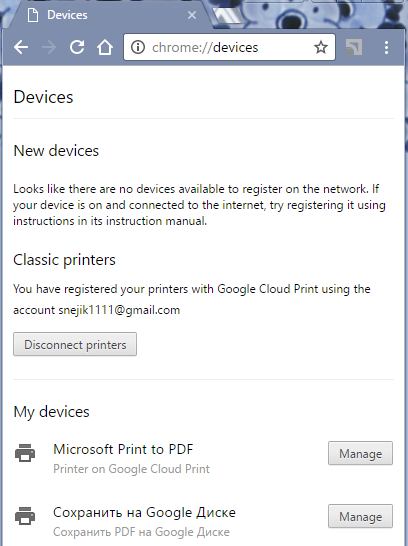 Devices
chrome://devices
Devices
New devices
Looks like there are no devices available to register on the network. If
your device is on and connected to the internet, try registering it using
instructions in its instruction manual.
Classic printers
You have registered your printers with Google Cloud Print using the
account snejik1111@gmail.com
Disconnect printers
My devices
Microsoft Print to PDF
Manage
Printer on Google Cloud Print
Сохранить на Google Диске
Manage
Сохранить PDF на Google Диске